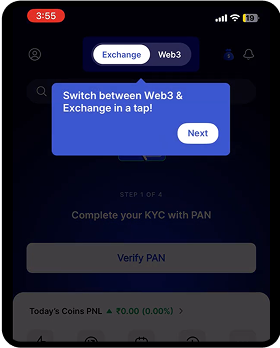 3:55
19
Exchange
Web3
Switch between Web3 &
Exchange in a tap!
Next
STEP 1 OF 4
Complete your KYC with PAN
Verify PAN
Today's Coins PNL ▲ ₹0.00 (0.00%) >